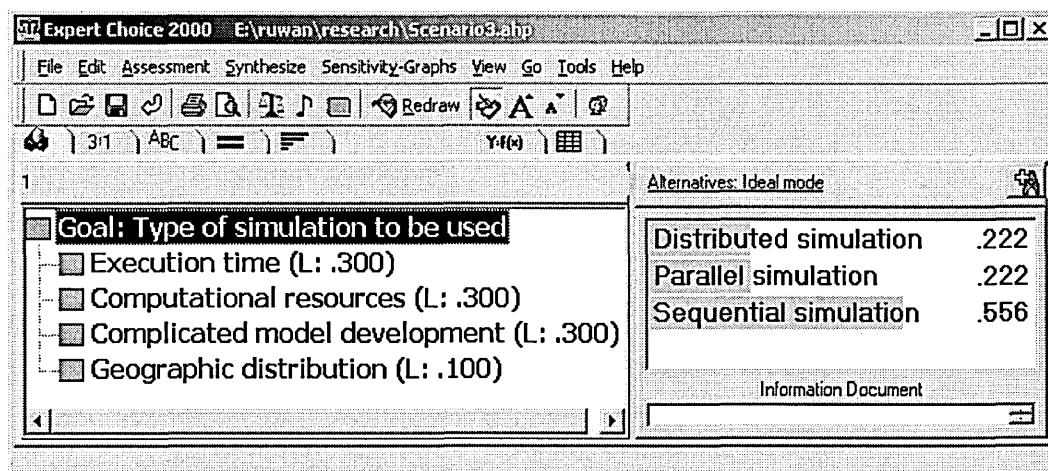 Expert Choice 2000 E:\ruwan\research\Scenario3.ahp
File Edit Assessment Synthesize Sensitivity-Graphs View Go Tools Help
Redraw A A
3:1 ABC Y:f(x)
1
Alternatives: Ideal mode
Goal: Type of simulation to be used
Execution time (L: .300)
Computational resources (L: .300)
Complicated model development (L: .300)
Geographic distribution (L: .100)
Distributed simulation .222
Parallel simulation .222
Sequential simulation .556
Information Document